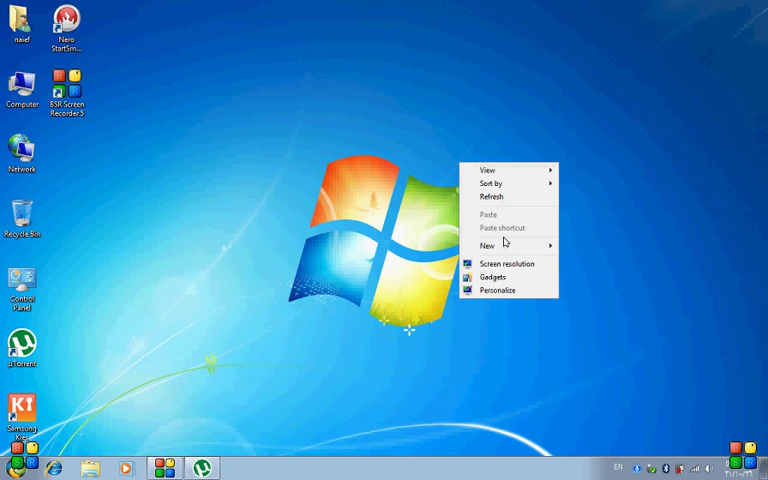 naief
Nero
StartSm...
Computer
BSR Screen
Recorder 5
Network
Recycle Bin
Control
Panel
µTorrent
Samsung
Kies
View
Sort by
Refresh
Paste
Paste shortcut
New
Screen resolution
Gadgets
Personalize
EN